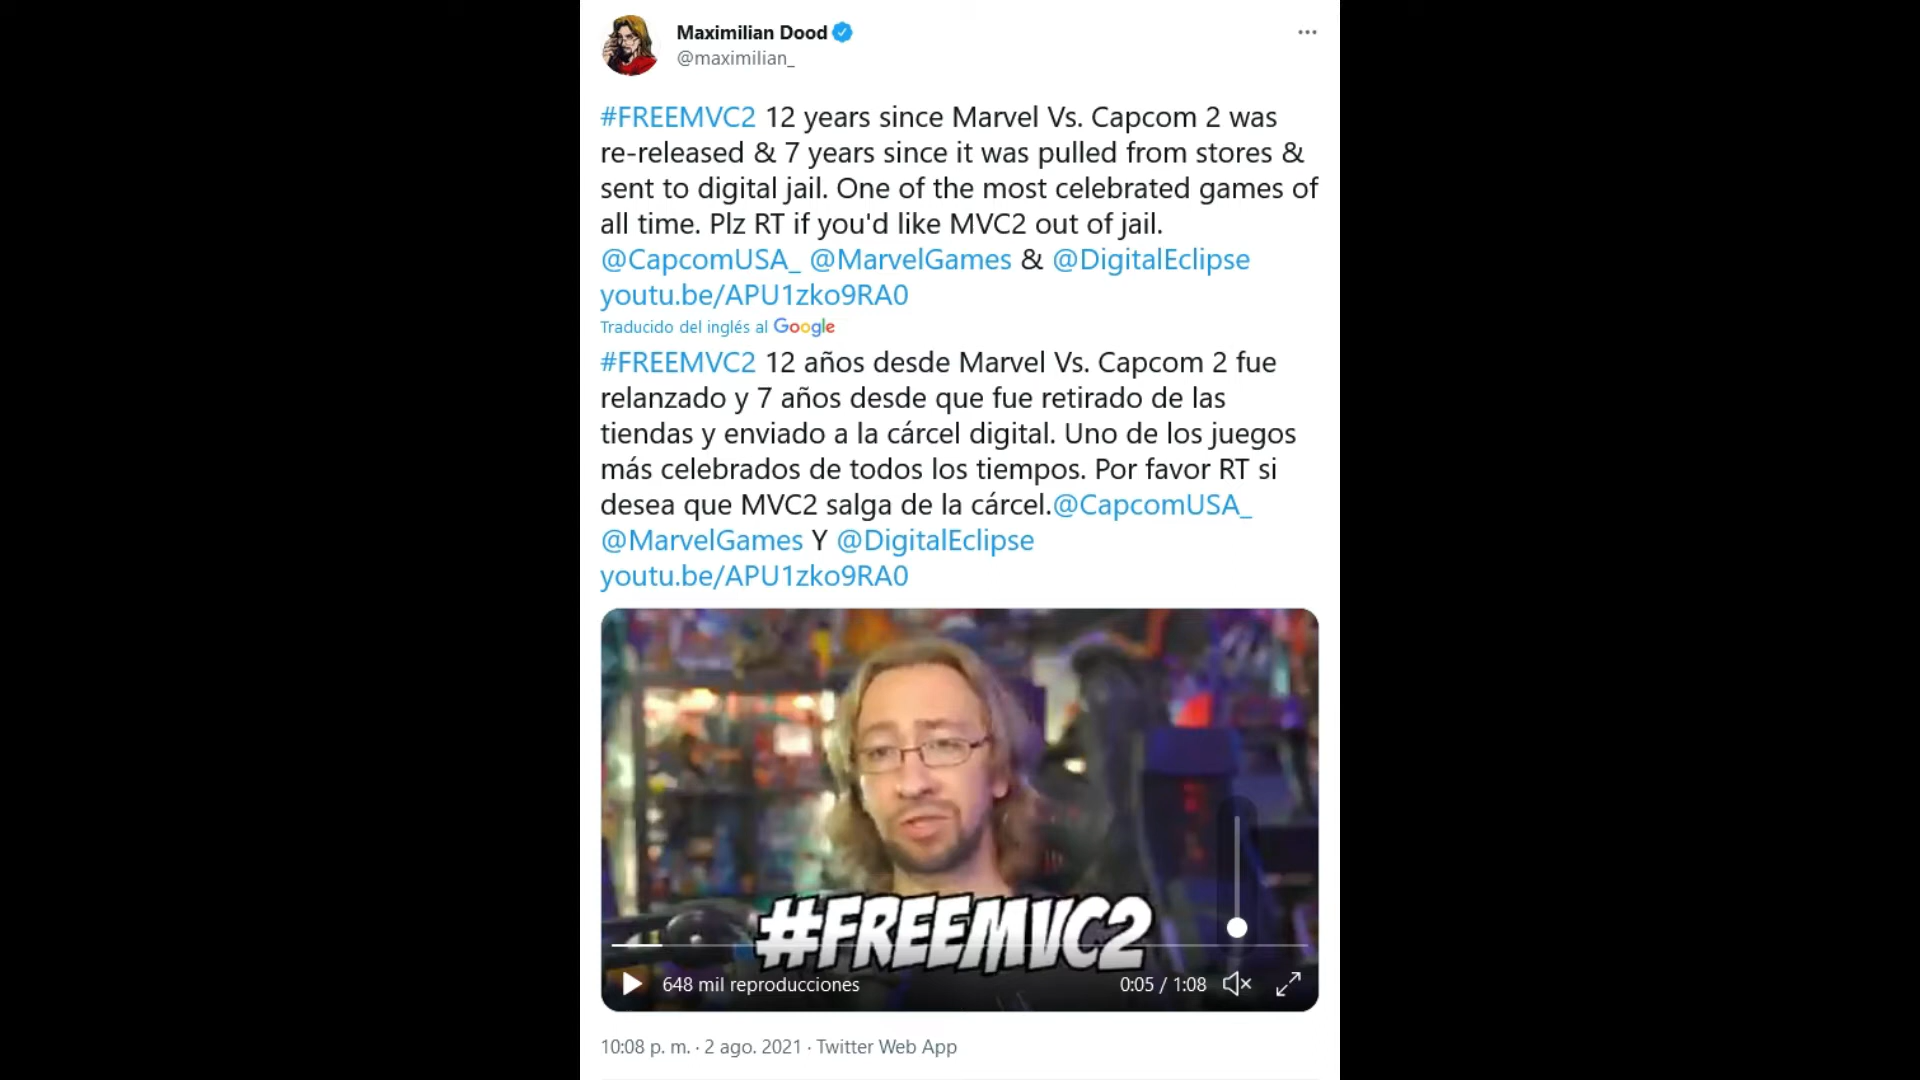 Maximilian Dood
@maximilian_
#FREEMVC2 12 years since Marvel Vs. Capcom 2 was
re-released & 7 years since it was pulled from stores &
sent to digital jail. One of the most celebrated games of
all time. Plz RT if you'd like MVC2 out of jail.
@CapcomUSA_ @MarvelGames & @DigitalEclipse
youtu.be/APU1zko9RA0
Traducido del inglés al Google
#FREEMVC2 12 años desde Marvel Vs. Capcom 2 fue
relanzado y 7 años desde que fue retirado de las
tiendas y enviado a la cárcel digital. Uno de los juegos
más celebrados de todos los tiempos. Por favor RT si
desea que MVC2 salga de la cárcel.@CapcomUSA_
@MarvelGames Y @DigitalEclipse
youtu.be/APU1zko9RA0
#FREEMVC2
648 mil reproducciones 0:05 / 1:08
10:08 p. m. · 2 ago. 2021 · Twitter Web App